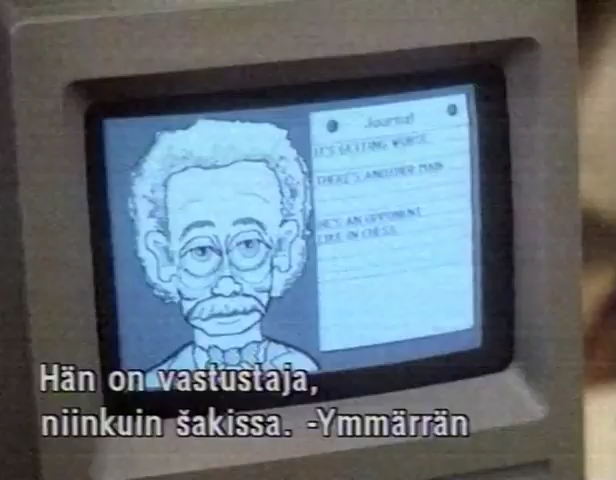 Journal
IT'S GETTING WORSE.
THERE'S ANOTHER MAN.
HE'S AN OPPONENT
LIKE IN CHESS.
Hän on vastustaja,
niinkuin šakissa. -Ymmärrän